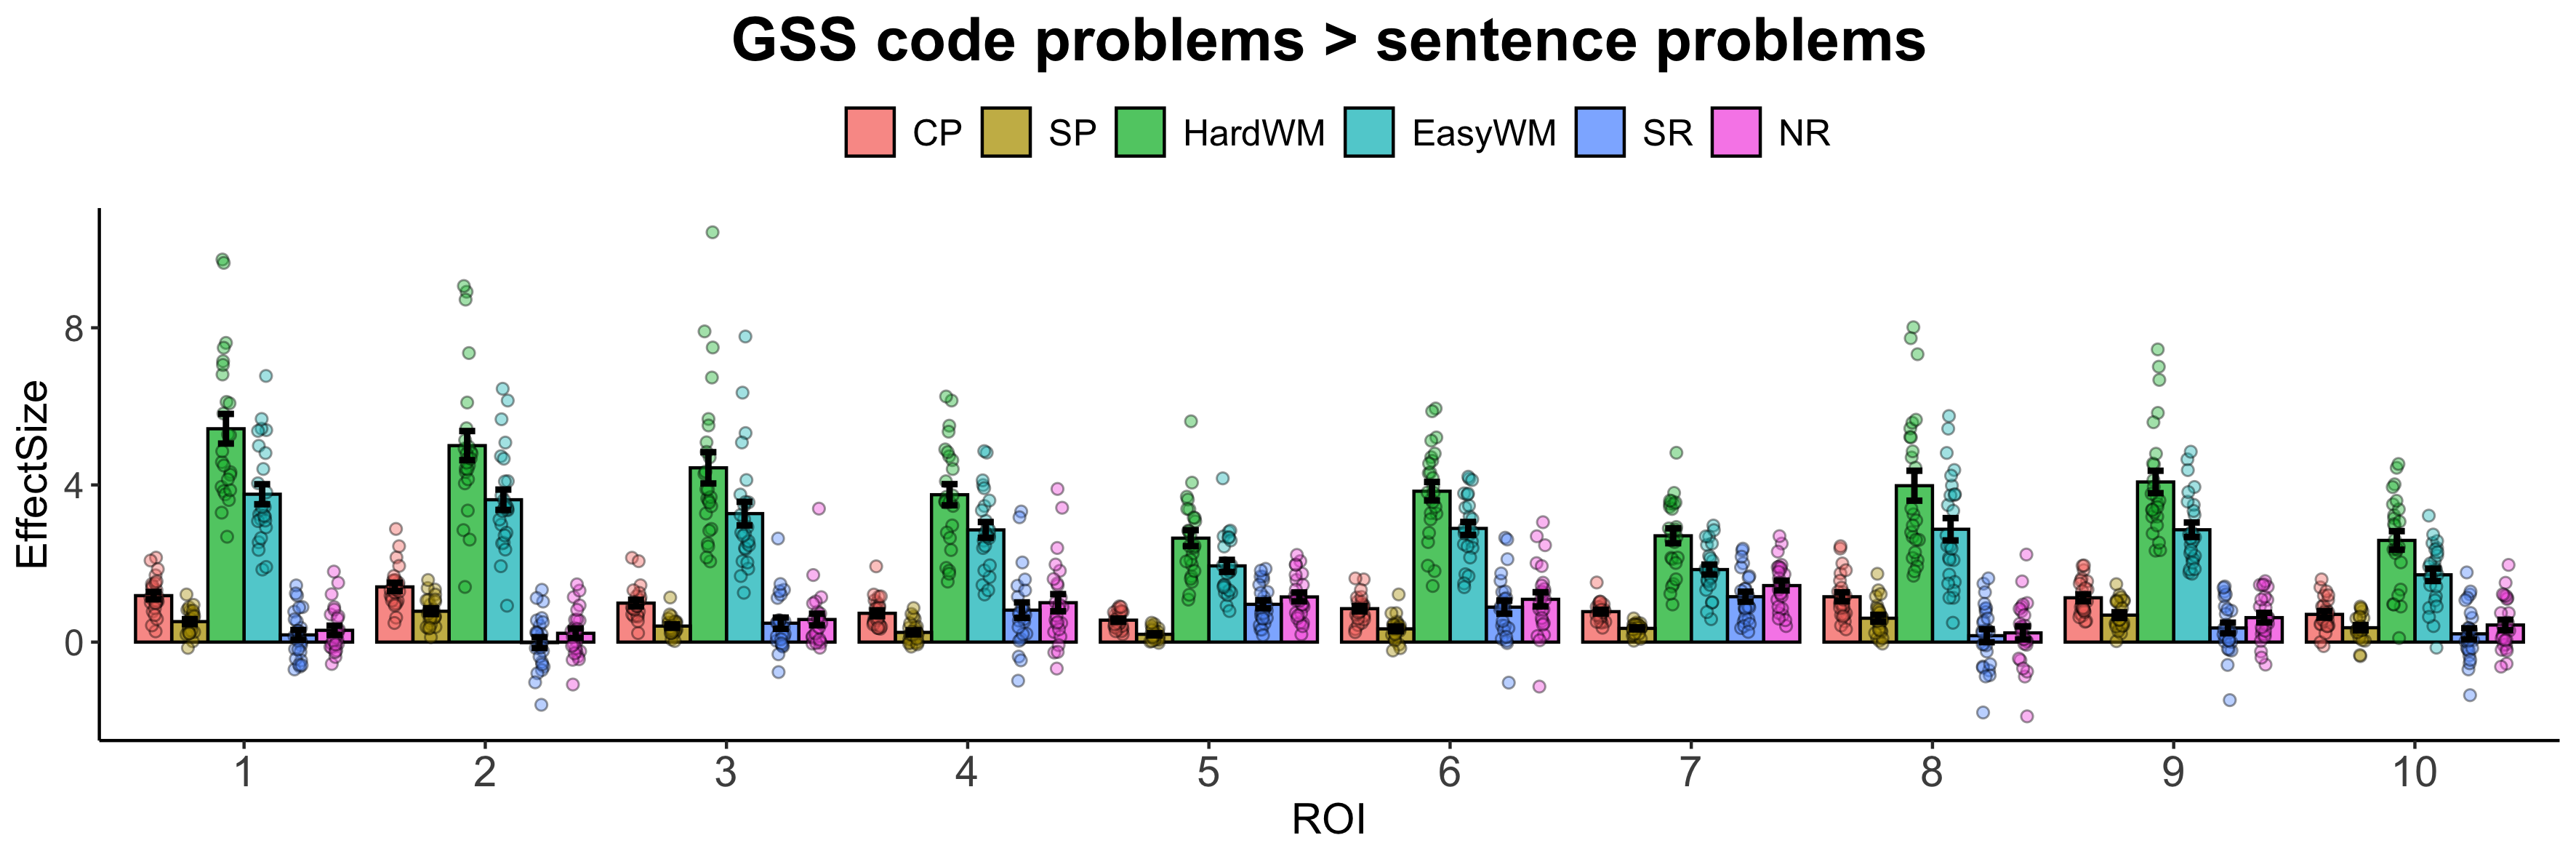 GSS code problems > sentence problems
CP SP HardWM EasyWM SR NR
EffectSize
8
4
0
1 2 3 4 5 6 7 8 9 10
ROI